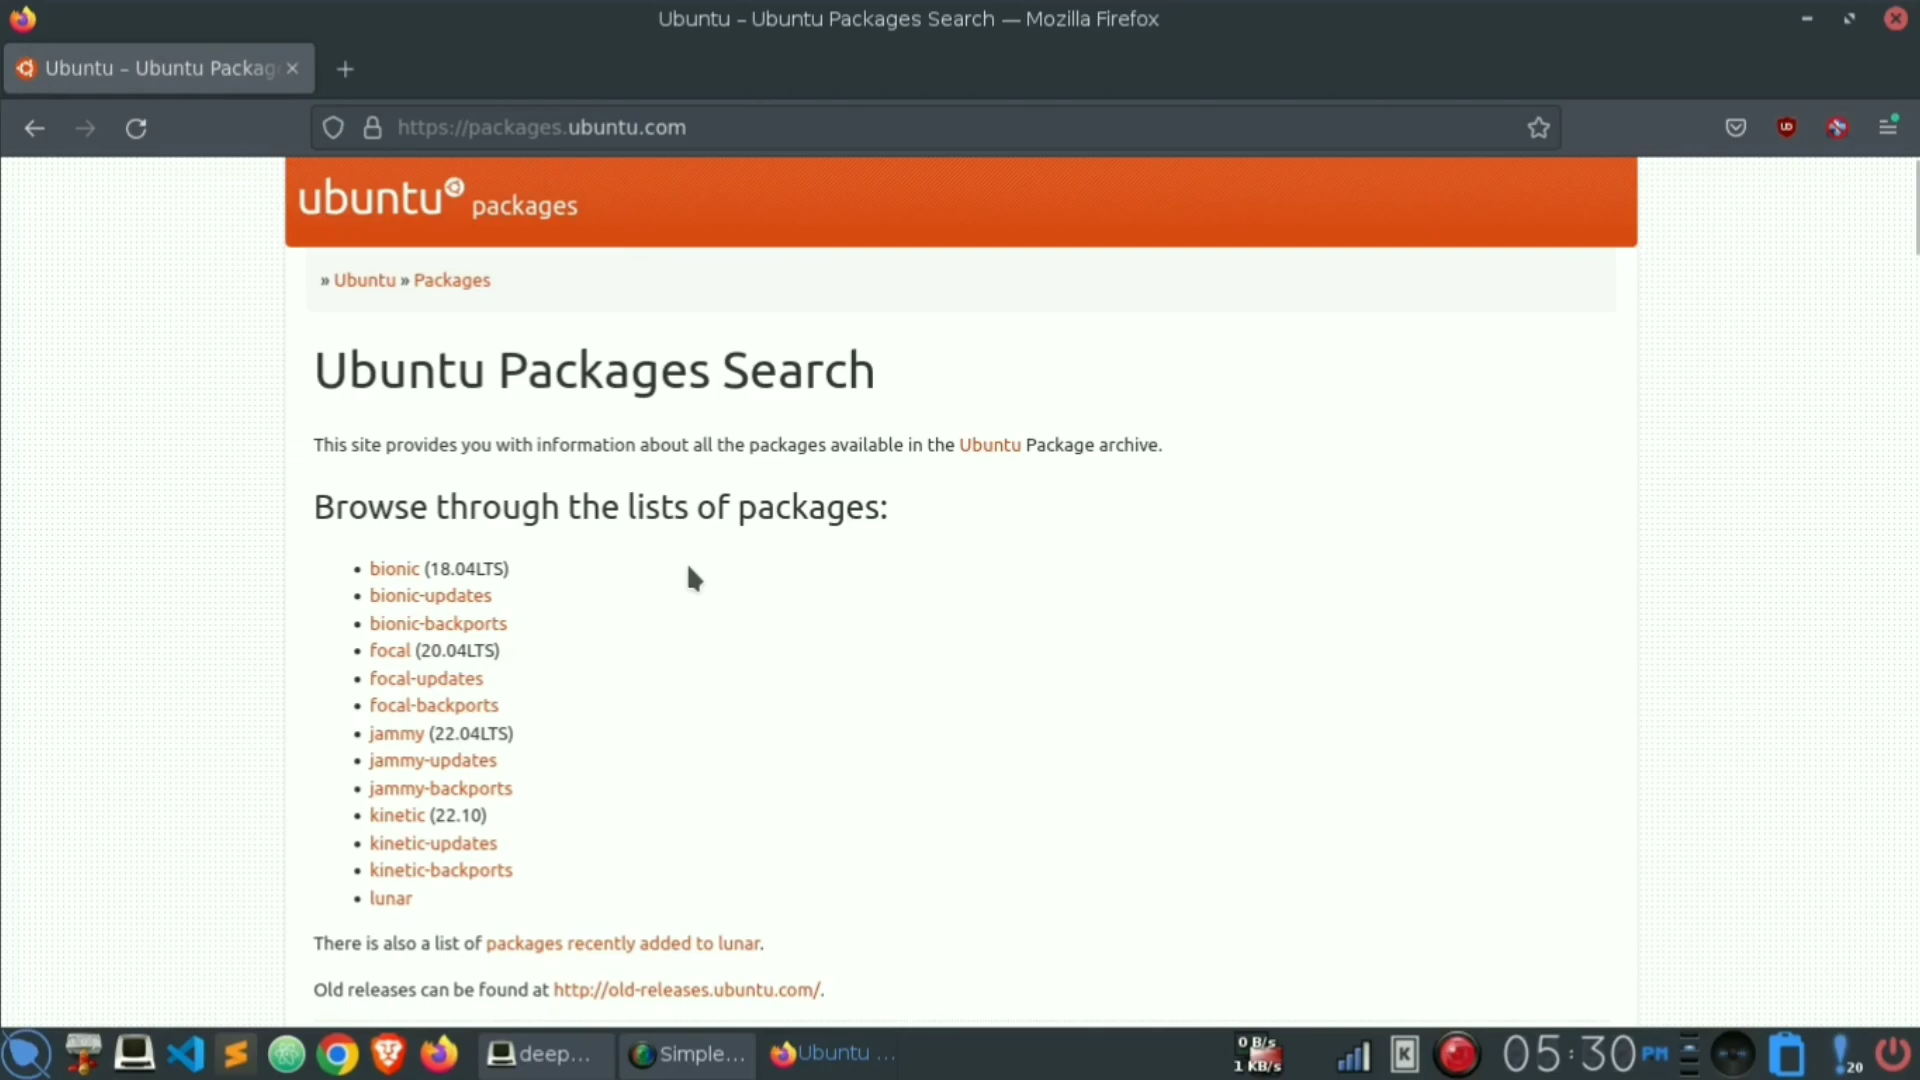 Ubuntu – Ubuntu Packages Search — Mozilla Firefox
Ubuntu – Ubuntu Packag
https://packages.ubuntu.com
ubuntu packages
» Ubuntu » Packages
Ubuntu Packages Search
This site provides you with information about all the packages available in the Ubuntu Package archive.
Browse through the lists of packages:
• bionic (18.04LTS)
• bionic-updates
• bionic-backports
• focal (20.04LTS)
• focal-updates
• focal-backports
• jammy (22.04LTS)
• jammy-updates
• jammy-backports
• kinetic (22.10)
• kinetic-updates
• kinetic-backports
• lunar
There is also a list of packages recently added to lunar.
Old releases can be found at http://old-releases.ubuntu.com/.
deep...
Simple...
Ubuntu ...
0 B/s
1 KB/s
K
05:30 PM
20